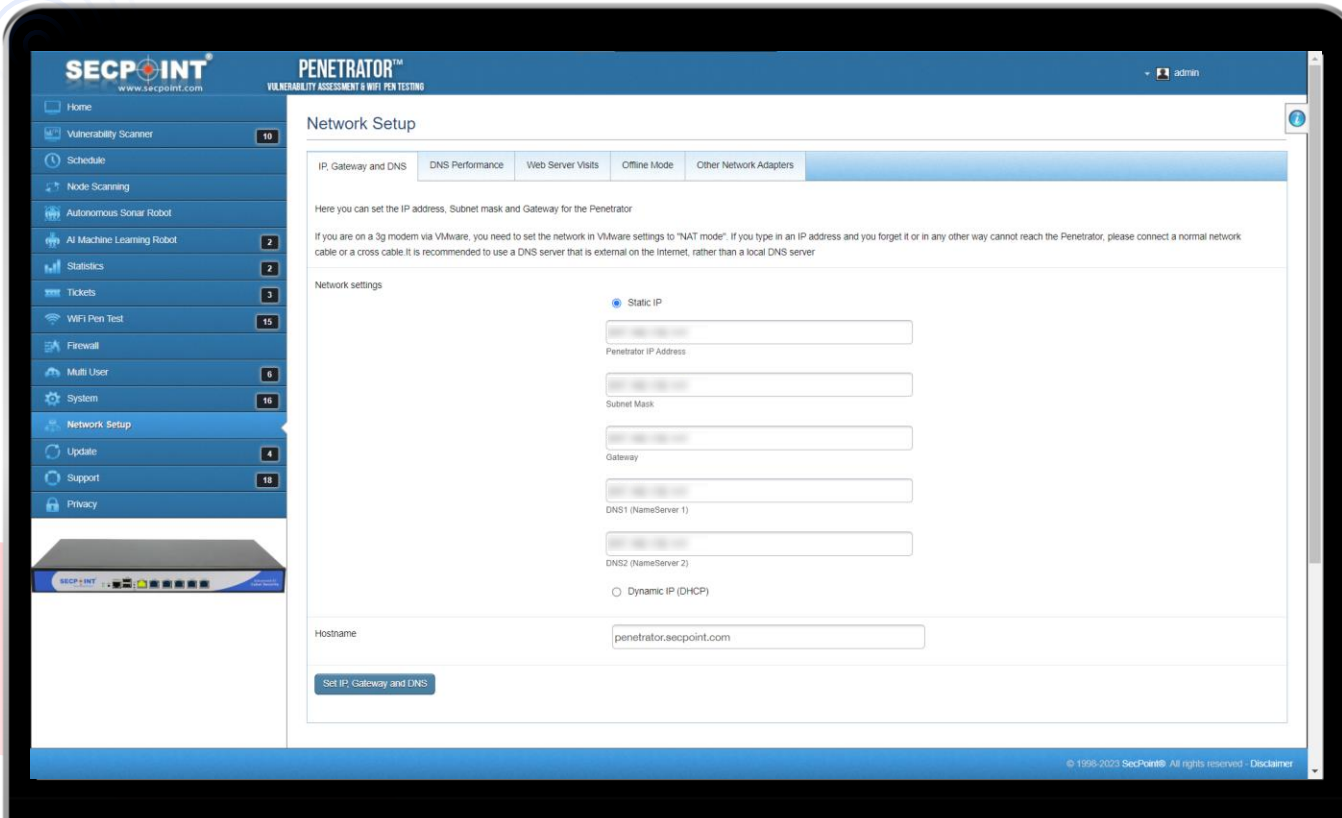 SECPOINT®
www.secpoint.com
PENETRATOR™
VULNERABILITY ASSESSMENT & WIFI PEN TESTING
admin
Home
Vulnerability Scanner 10
Schedule
Node Scanning
Autonomous Sonar Robot
AI Machine Learning Robot 2
Statistics 2
Tickets 3
WiFi Pen Test 15
Firewall
Multi User 6
System 16
Network Setup
Update 4
Support 18
Privacy
SECPOINT
Network Setup
IP, Gateway and DNS DNS Performance Web Server Visits Offline Mode Other Network Adapters
Here you can set the IP address, Subnet mask and Gateway for the Penetrator
If you are on a 3g modem via VMware, you need to set the network in VMware settings to "NAT mode". If you type in an IP address and you forget it or in any other way cannot reach the Penetrator, please connect a normal network
cable or a cross cable.It is recommended to use a DNS server that is external on the Internet, rather than a local DNS server
Network settings
Static IP
Penetrator IP Address
Subnet Mask
Gateway
DNS1 (NameServer 1)
DNS2 (NameServer 2)
Dynamic IP (DHCP)
Hostname
penetrator.secpoint.com
Set IP, Gateway and DNS
© 1998-2023 SecPoint®. All rights reserved - Disclaimer